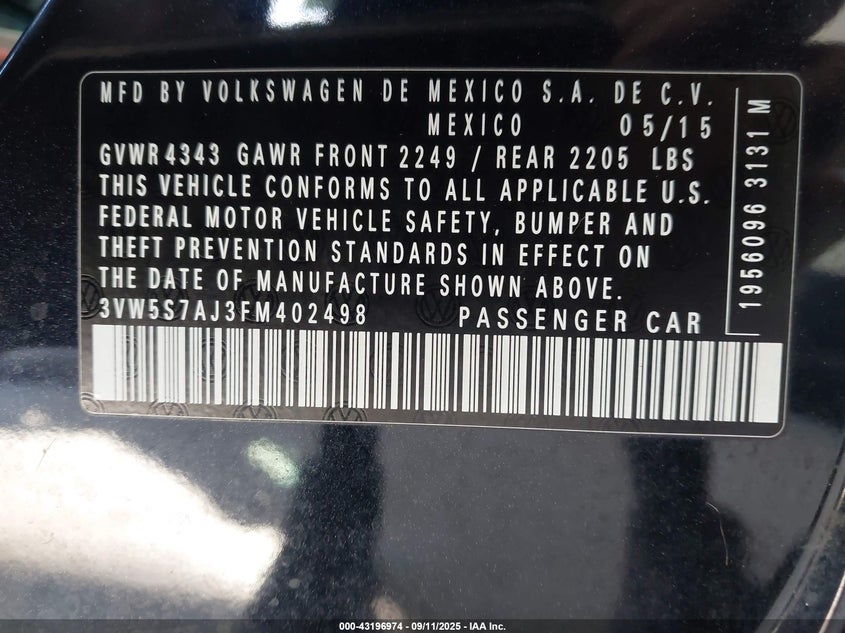 MFD BY VOLKSWAGEN DE MEXICO S.A. DE C.V.
MEXICO 05/15
GVWR 4343 GAWR FRONT 2249 / REAR 2205 LBS
THIS VEHICLE CONFORMS TO ALL APPLICABLE U.S.
FEDERAL MOTOR VEHICLE SAFETY, BUMPER AND
THEFT PREVENTION STANDARDS IN EFFECT ON
THE DATE OF MANUFACTURE SHOWN ABOVE.
3VW5S7AJ3FM402498 PASSENGER CAR
1956096 3131 M
000-43196974 - 09/11/2025 - IAA Inc.